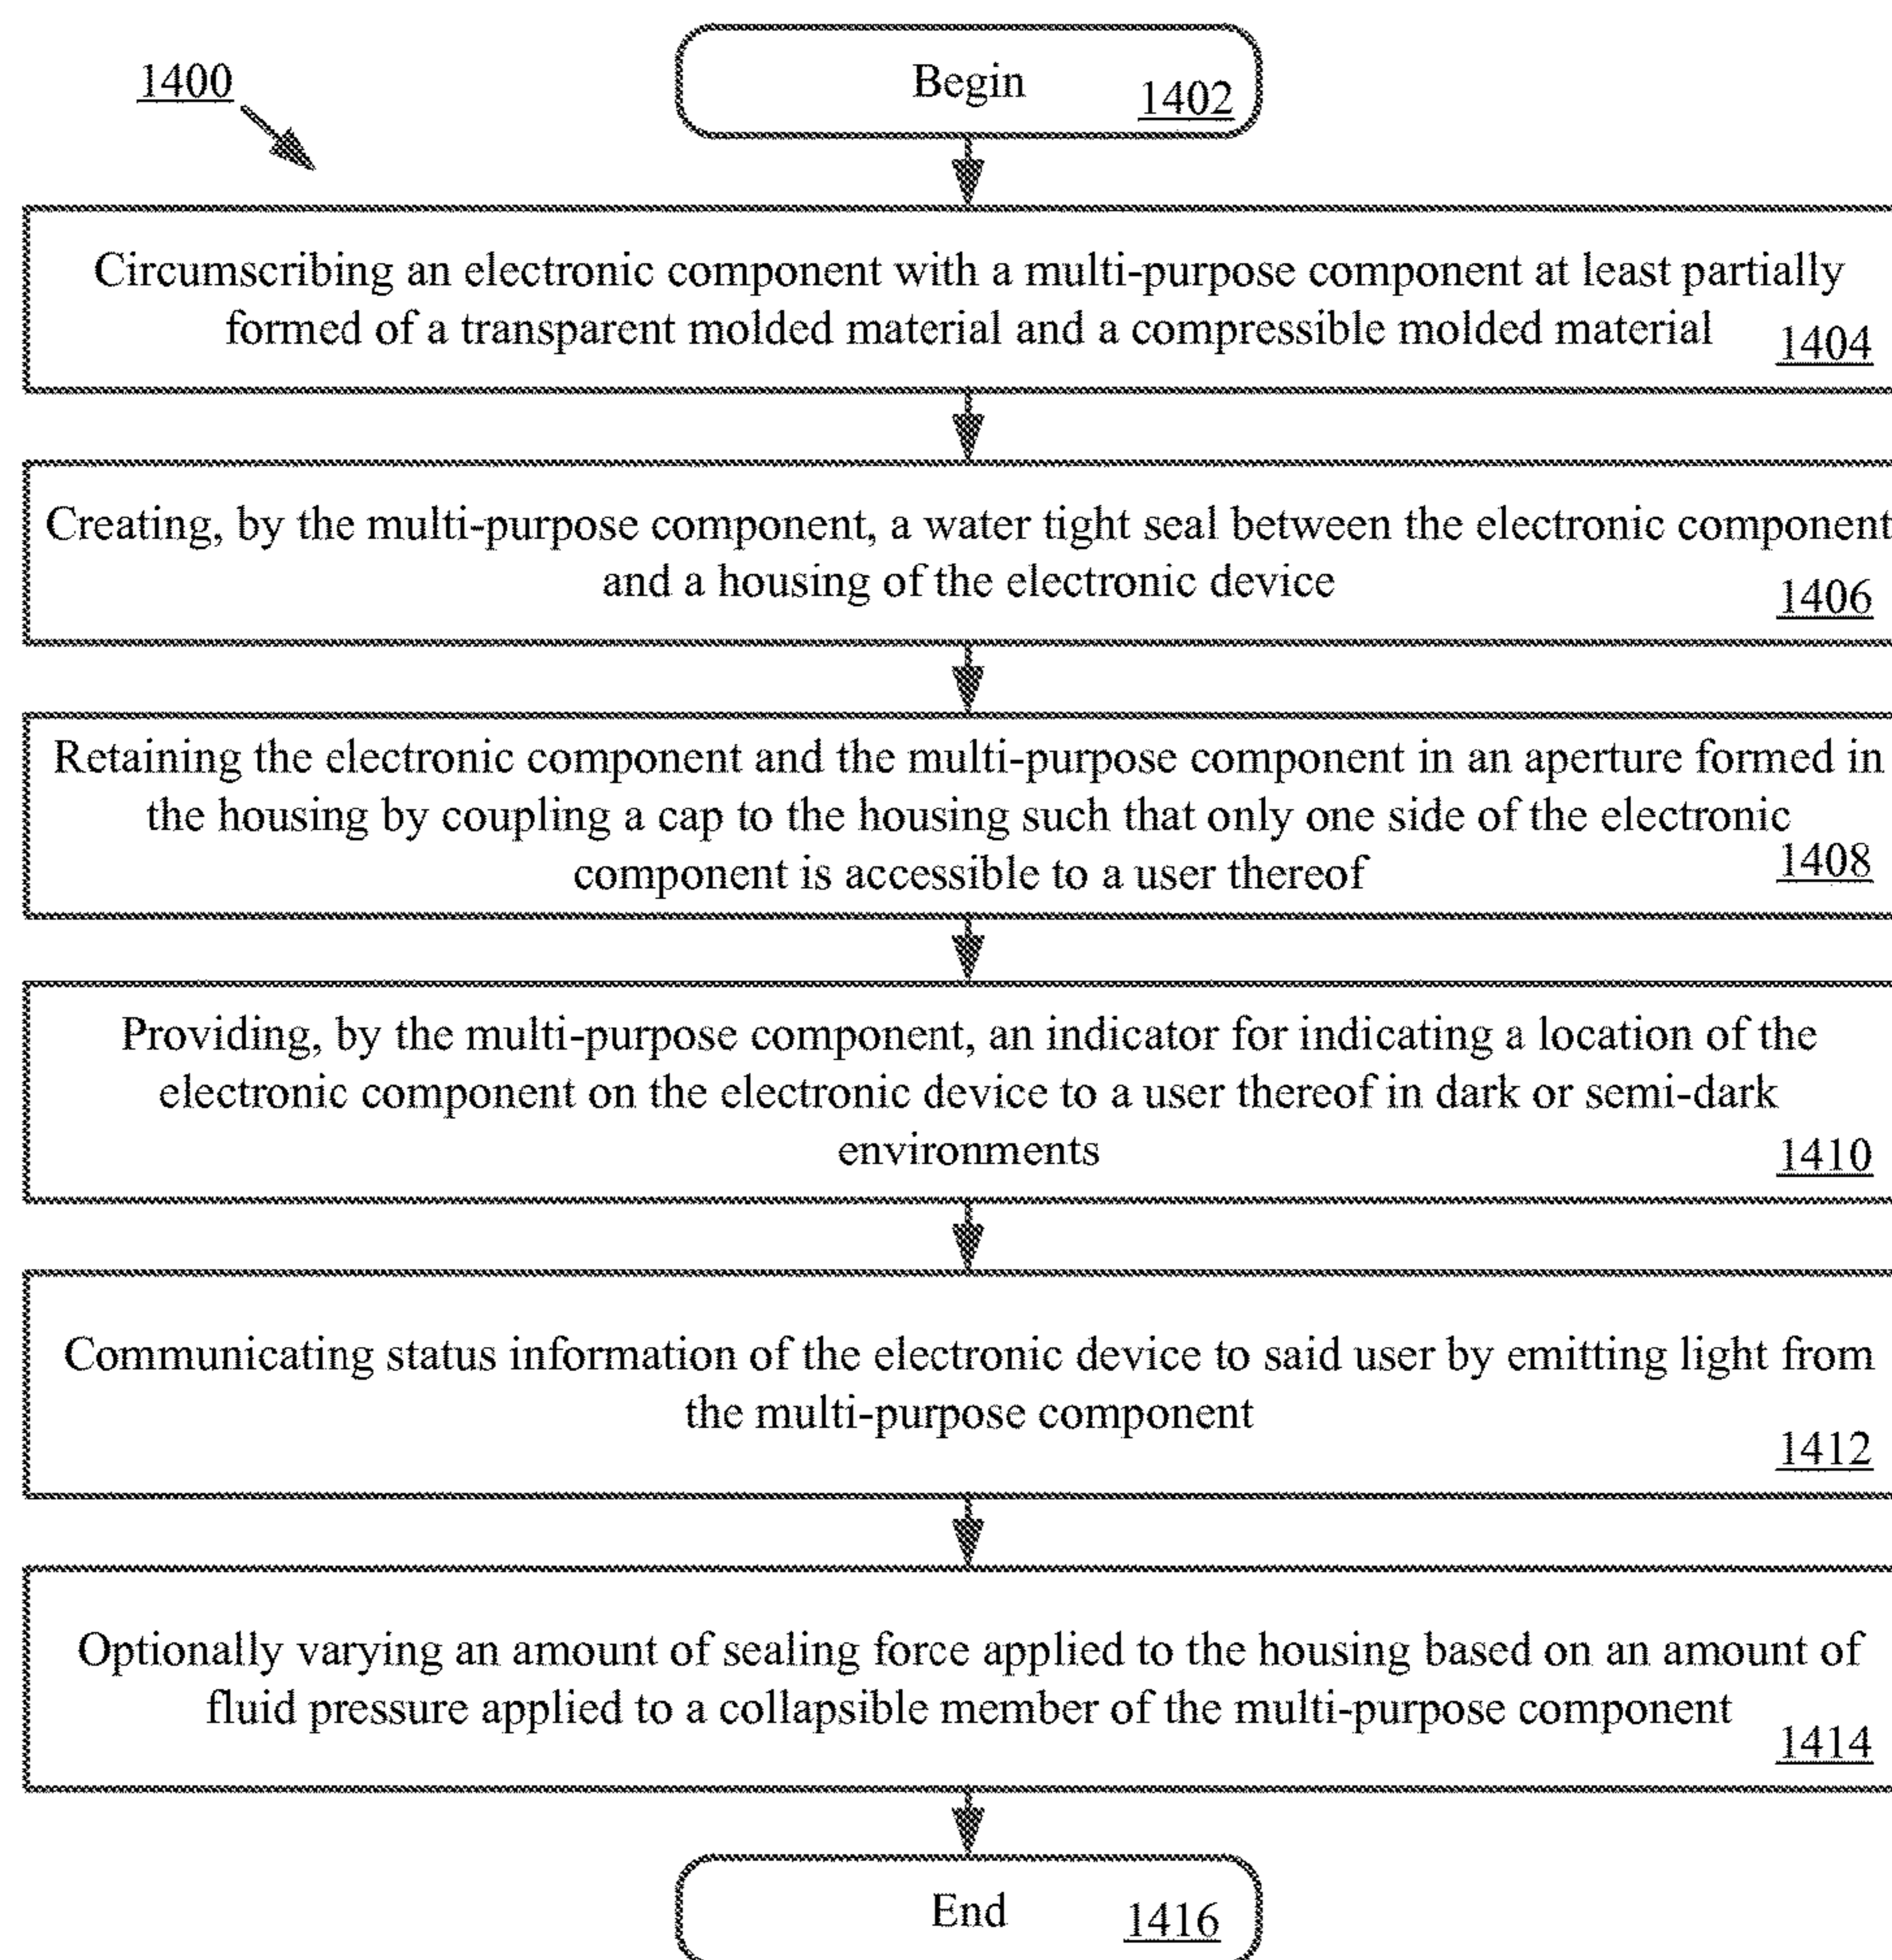 1400
Begin 1402
Circumscribing an electronic component with a multi-purpose component at least partially
formed of a transparent molded material and a compressible molded material 1404
Creating, by the multi-purpose component, a water tight seal between the electronic component
and a housing of the electronic device 1406
Retaining the electronic component and the multi-purpose component in an aperture formed in
the housing by coupling a cap to the housing such that only one side of the electronic
component is accessible to a user thereof 1408
Providing, by the multi-purpose component, an indicator for indicating a location of the
electronic component on the electronic device to a user thereof in dark or semi-dark
environments 1410
Communicating status information of the electronic device to said user by emitting light from
the multi-purpose component
1412
Optionally varying an amount of sealing force applied to the housing based on an amount of
fluid pressure applied to a collapsible member of the multi-purpose component
1414
End 1416